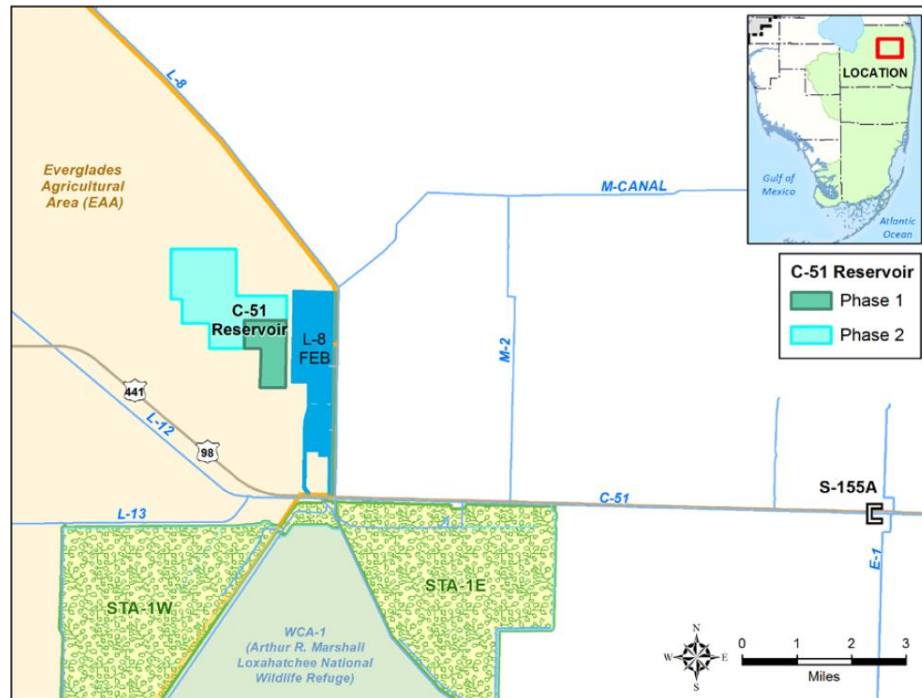 L-8
Everglades
Agricultural
Area (EAA)
M-CANAL
LOCATION
Gulf of
Mexico
Atlantic
Ocean
C-51 Reservoir
Phase 1
Phase 2
C-51
Reservoir
L-8
FEB
M-2
441
L-12
98
C-51
S-155A
L-13
E-1
STA-1W
STA-1E
WCA-1
(Arthur R. Marshall
Loxahatchee National
Wildlife Refuge)
N
W E
S
0 1 2 3
Miles